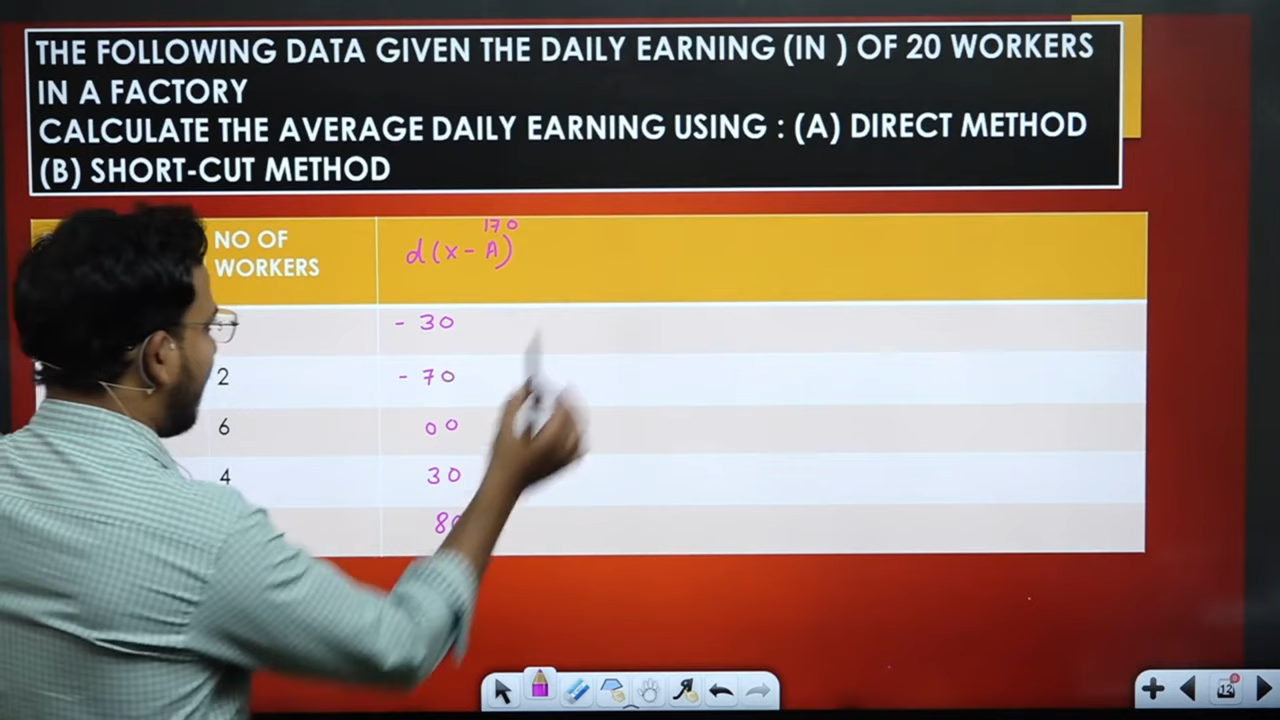 THE FOLLOWING DATA GIVEN THE DAILY EARNING (IN ) OF 20 WORKERS
IN A FACTORY
CALCULATE THE AVERAGE DAILY EARNING USING : (A) DIRECT METHOD
(B) SHORT-CUT METHOD
NO OF
WORKERS
170
d(x-A)
- 30
2
- 70
6
00
4
30
12